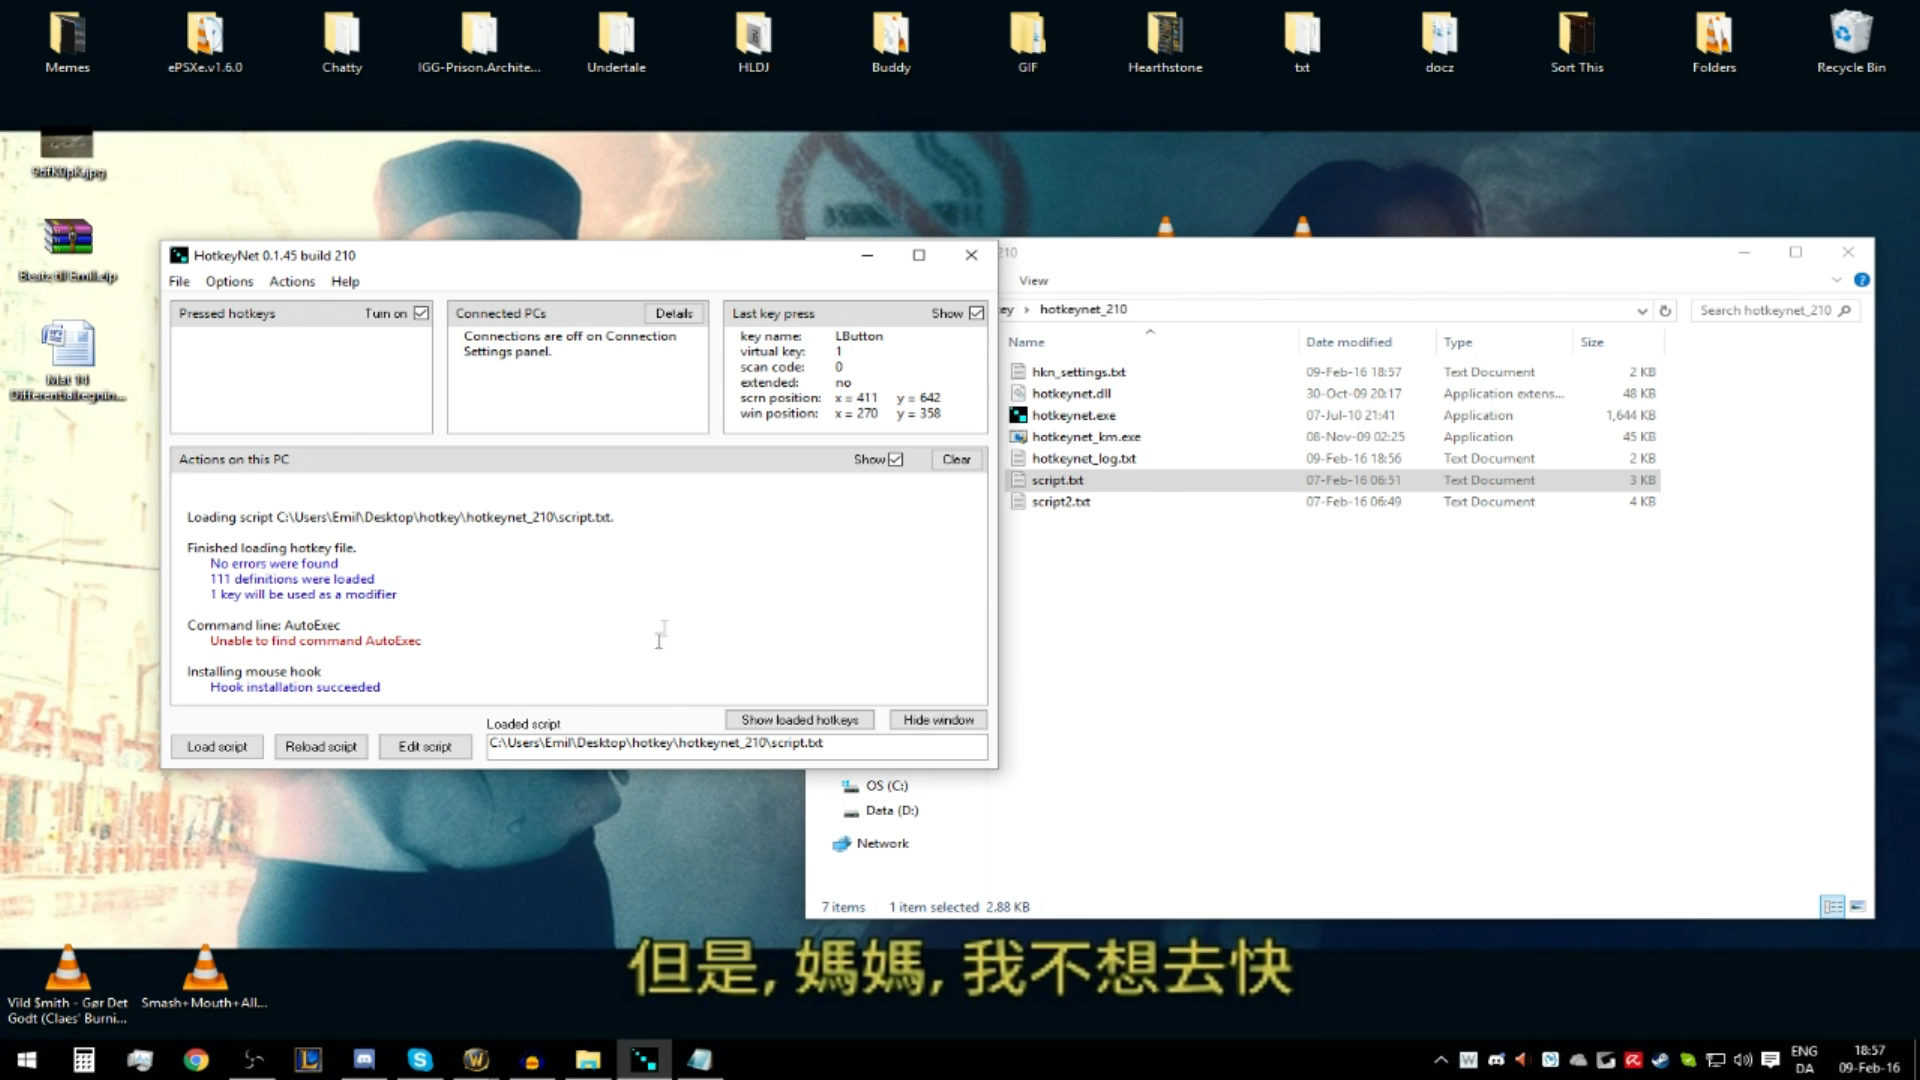 Memes
ePSXe.v1.6.0
Chatty
IGG-Prison.Archite...
Undertale
HLDJ
Buddy
GIF
Hearthstone
txt
docz
Sort This
Folders
Recycle Bin
HotkeyNet 0.1.45 build 210
File Options Actions Help
Pressed hotkeys Turn on
Connected PCs Details
Connections are off on Connection
Settings panel.
Last key press Show
key name: LButton
virtual key: 1
scan code: 0
extended: no
scrn position: x = 411 y = 642
win position: x = 270 y = 358
Actions on this PC Show Clear
Loading script C:\Users\Emil\Desktop\hotkey\hotkeynet_210\script.txt.
Finished loading hotkey file.
No errors were found
111 definitions were loaded
1 key will be used as a modifier
Command line: AutoExec
Unable to find command AutoExec
Installing mouse hook
Hook installation succeeded
Show loaded hotkeys Hide window
Loaded script
Load script Reload script Edit script C:\Users\Emil\Desktop\hotkey\hotkeynet_210\script.txt
210
View
ey › hotkeynet_210 Search hotkeynet_210
Name Date modified Type Size
hkn_settings.txt 09-Feb-16 18:57 Text Document 2 KB
hotkeynet.dll 30-Oct-09 20:17 Application extens... 48 KB
hotkeynet.exe 07-Jul-10 21:41 Application 1,644 KB
hotkeynet_km.exe 08-Nov-09 02:25 Application 45 KB
hotkeynet_log.txt 09-Feb-16 18:56 Text Document 2 KB
script.txt 07-Feb-16 06:51 Text Document 3 KB
script2.txt 07-Feb-16 06:49 Text Document 4 KB
OS (C:)
Data (D:)
Network
7 items 1 item selected 2.88 KB
但是, 媽媽, 我不想去快
Vild $mith - Gør Det
Godt (Claes' Burni...
Smash+Mouth+All...
ENG
DA
18:57
09-Feb-16